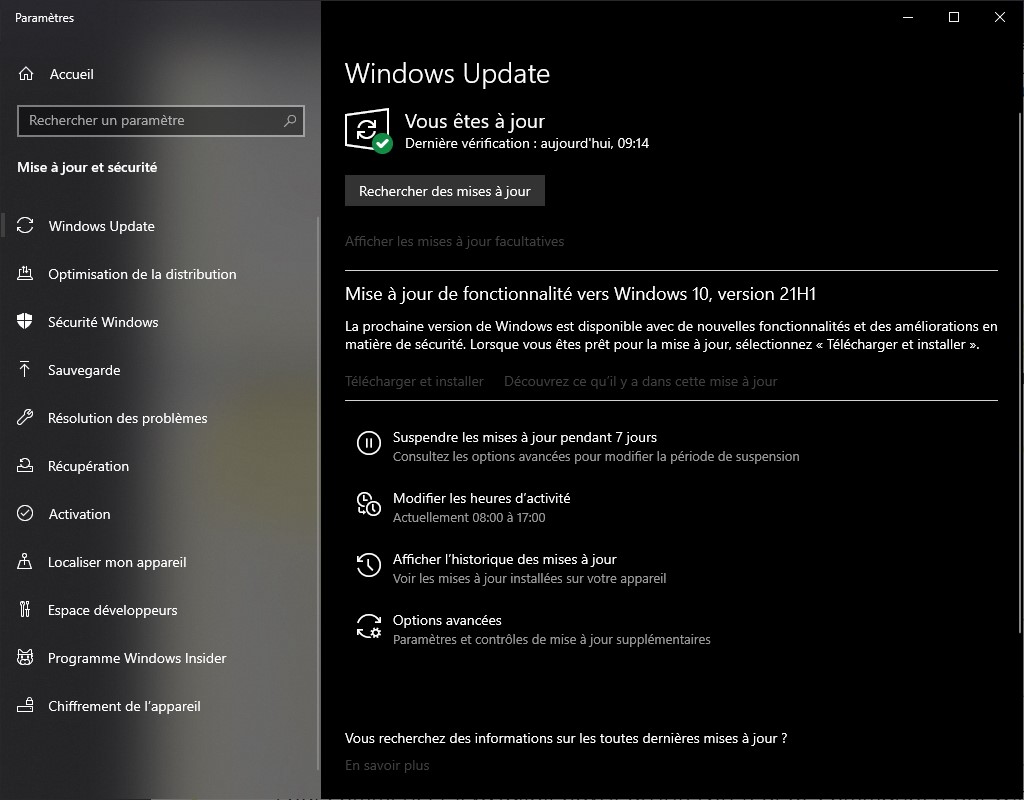 Paramètres
Accueil
Rechercher un paramètre
Mise à jour et sécurité
Windows Update
Optimisation de la distribution
Sécurité Windows
Sauvegarde
Résolution des problèmes
Récupération
Activation
Localiser mon appareil
Espace développeurs
Programme Windows Insider
Chiffrement de l'appareil
Windows Update
Vous êtes à jour
Dernière vérification : aujourd'hui, 09:14
Rechercher des mises à jour
Afficher les mises à jour facultatives
Mise à jour de fonctionnalité vers Windows 10, version 21H1
La prochaine version de Windows est disponible avec de nouvelles fonctionnalités et des améliorations en
matière de sécurité. Lorsque vous êtes prêt pour la mise à jour, sélectionnez « Télécharger et installer ».
Télécharger et installer Découvrez ce qu'il y a dans cette mise à jour
Suspendre les mises à jour pendant 7 jours
Consultez les options avancées pour modifier la période de suspension
Modifier les heures d'activité
Actuellement 08:00 à 17:00
Afficher l'historique des mises à jour
Voir les mises à jour installées sur votre appareil
Options avancées
Paramètres et contrôles de mise à jour supplémentaires
Vous recherchez des informations sur les toutes dernières mises à jour ?
En savoir plus